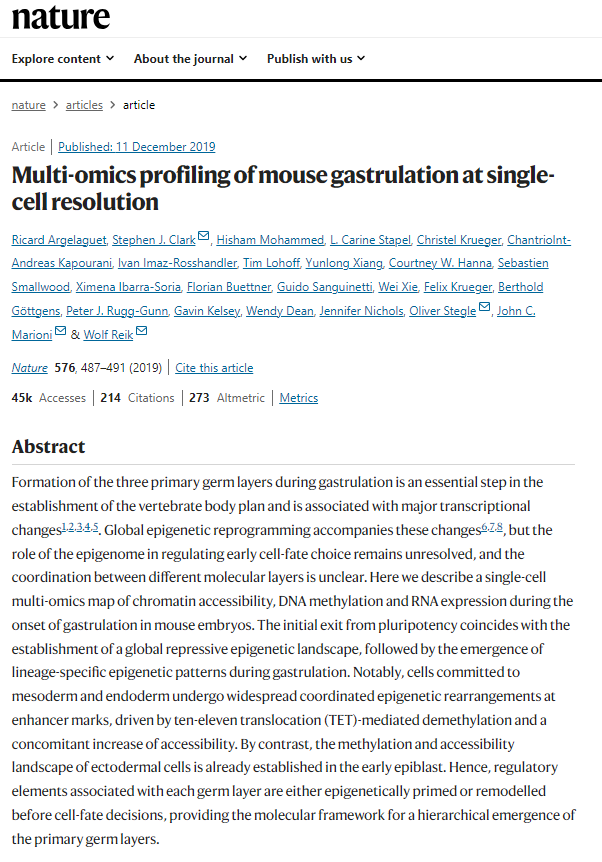 nature
Explore content About the journal Publish with us
nature > articles > article
Article | Published: 11 December 2019
Multi-omics profiling of mouse gastrulation at single-
cell resolution
Ricard Argelaguet, Stephen J. Clark, Hisham Mohammed, L. Carine Stapel, Christel Krueger, Chantriolnt-
Andreas Kapourani, Ivan Imaz-Rosshandler, Tim Lohoff, Yunlong Xiang, Courtney W. Hanna, Sebastien
Smallwood, Ximena Ibarra-Soria, Florian Buettner, Guido Sanguinetti, Wei Xie, Felix Krueger, Berthold
Göttgens, Peter J. Rugg-Gunn, Gavin Kelsey, Wendy Dean, Jennifer Nichols, Oliver Stegle, John C.
Marioni & Wolf Reik
Nature 576, 487–491 (2019) | Cite this article
45k Accesses | 214 Citations | 273 Altmetric | Metrics
Abstract
Formation of the three primary germ layers during gastrulation is an essential step in the
establishment of the vertebrate body plan and is associated with major transcriptional
changes1,2,3,4,5. Global epigenetic reprogramming accompanies these changes6,7,8, but the
role of the epigenome in regulating early cell-fate choice remains unresolved, and the
coordination between different molecular layers is unclear. Here we describe a single-cell
multi-omics map of chromatin accessibility, DNA methylation and RNA expression during the
onset of gastrulation in mouse embryos. The initial exit from pluripotency coincides with the
establishment of a global repressive epigenetic landscape, followed by the emergence of
lineage-specific epigenetic patterns during gastrulation. Notably, cells committed to
mesoderm and endoderm undergo widespread coordinated epigenetic rearrangements at
enhancer marks, driven by ten-eleven translocation (TET)-mediated demethylation and a
concomitant increase of accessibility. By contrast, the methylation and accessibility
landscape of ectodermal cells is already established in the early epiblast. Hence, regulatory
elements associated with each germ layer are either epigenetically primed or remodelled
before cell-fate decisions, providing the molecular framework for a hierarchical emergence of
the primary germ layers.